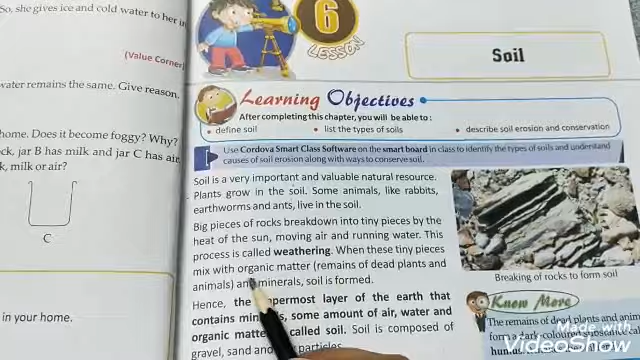 So, she gives ice and cold water to her in
(Value Corner)
water remains the same. Give reason.
home. Does it become foggy? Why?
ck, jar B has milk and jar C has air.
k, milk or air?
C
in your home.
6
LESSON
Soil
Learning Objectives
After completing this chapter, you will be able to:
• define soil • list the types of soils • describe soil erosion and conservation
Use Cordova Smart Class Software on the smart board in class to identify the types of soils and understand
causes of soil erosion along with ways to conserve soil.
Soil is a very important and valuable natural resource.
Plants grow in the soil. Some animals, like rabbits,
earthworms and ants, live in the soil.
Big pieces of rocks breakdown into tiny pieces by the
heat of the sun, moving air and running water. This
process is called weathering. When these tiny pieces
mix with organic matter (remains of dead plants and
animals) and minerals, soil is formed.
Hence, the uppermost layer of the earth that
contains minerals, some amount of air, water and
organic matter called soil. Soil is composed of
gravel, sand and particles.
Breaking of rocks to form soil
Know More
The remains of dead plants and anim
form a dark coloured substance cal
hum
Made with
VideoShow